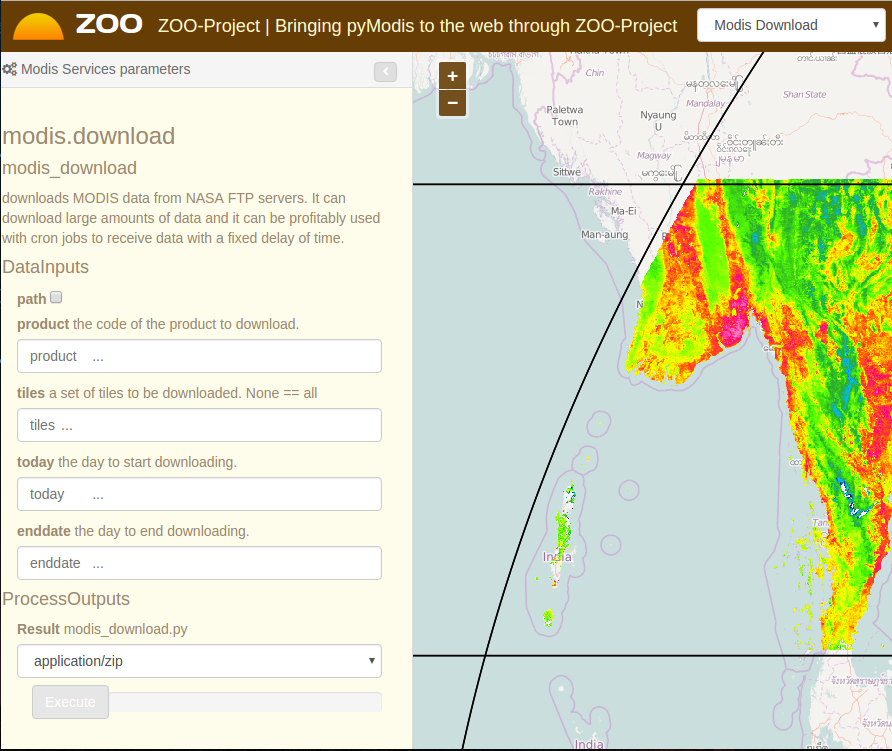 ZOO
ZOO-Project | Bringing pyModis to the web through ZOO-Project
Modis Download
Modis Services parameters
modis.download
modis_download
downloads MODIS data from NASA FTP servers. It can
download large amounts of data and it can be profitably used
with cron jobs to receive data with a fixed delay of time.
DataInputs
path
product the code of the product to download.
product ...
tiles a set of tiles to be downloaded. None == all
tiles ...
today the day to start downloading.
today ...
enddate the day to end downloading.
enddate ...
ProcessOutputs
Result modis_download.py
application/zip
Execute
+
−
Chin
Paletwa
Town
Nyaung
U
Mandalay
Shan State
Magway
Sittwe
Rakhine
Ma-Ei
Man-aung
India
India